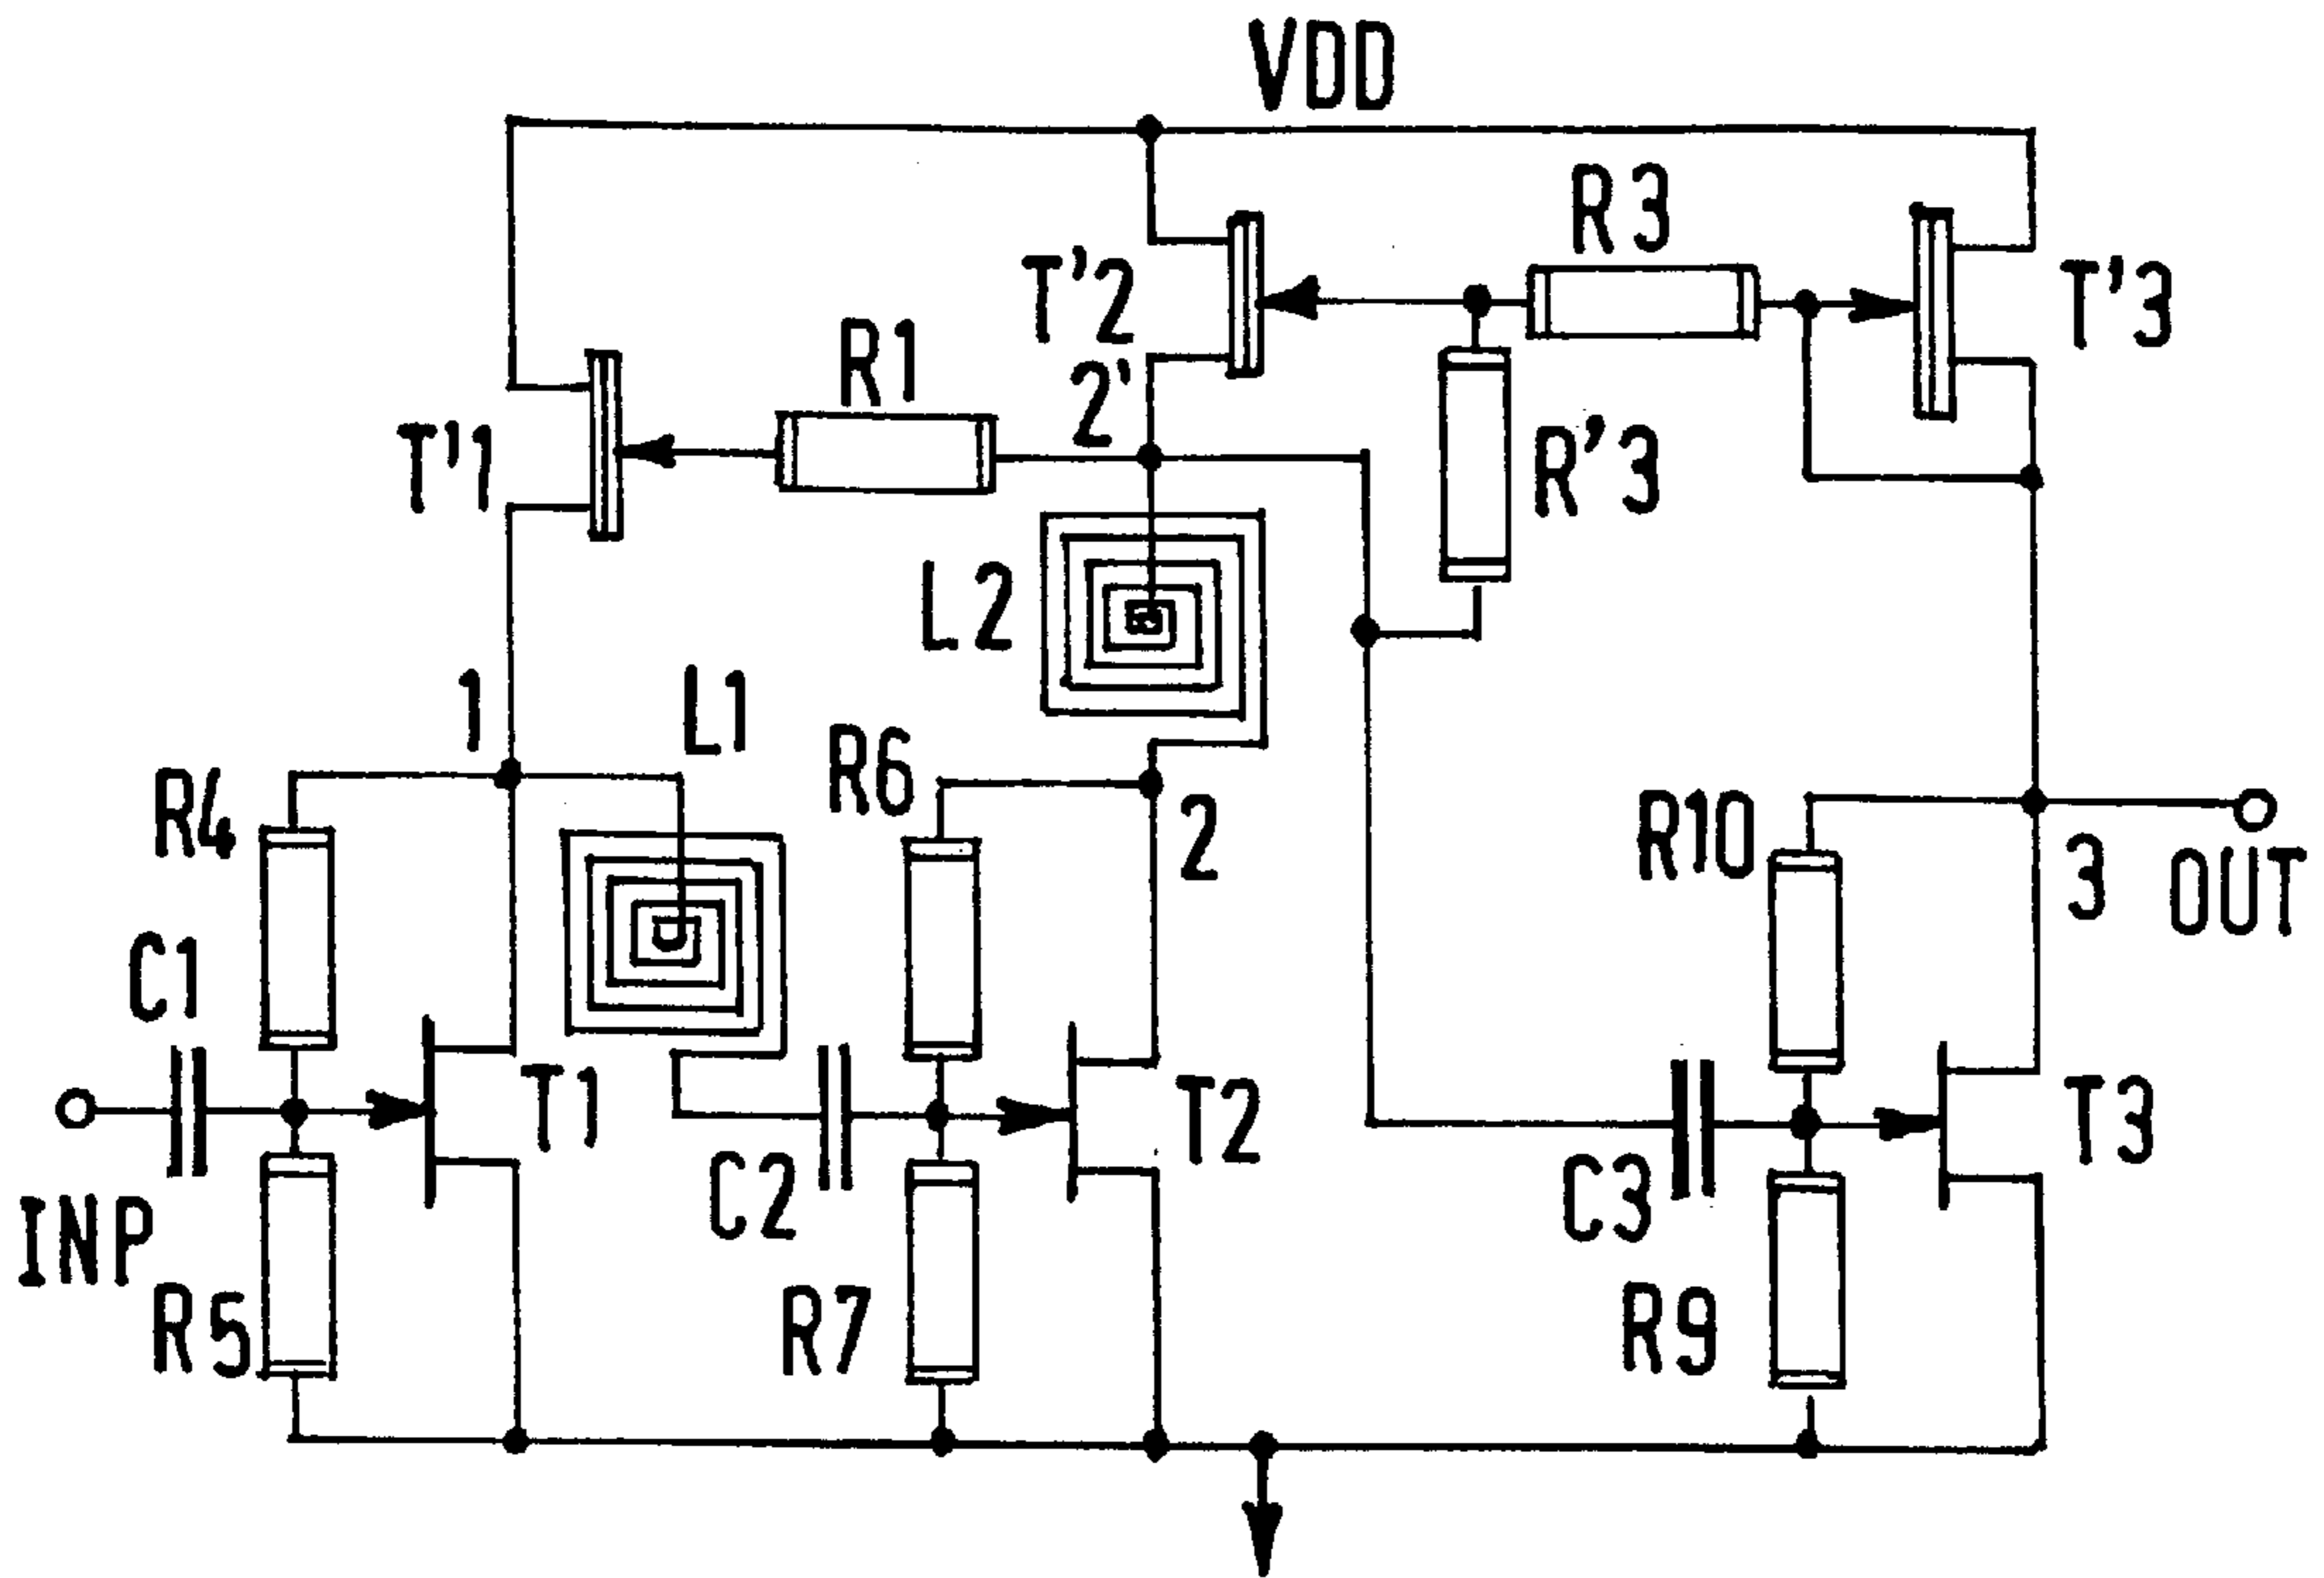 VDD
R3
T'2
T'3
R1
2'
T'1
R'3
L2
1
L1
R6
R4
2
R10
3
OUT
C1
T1
T2
T3
C2
C3
INP
R5
R7
R9